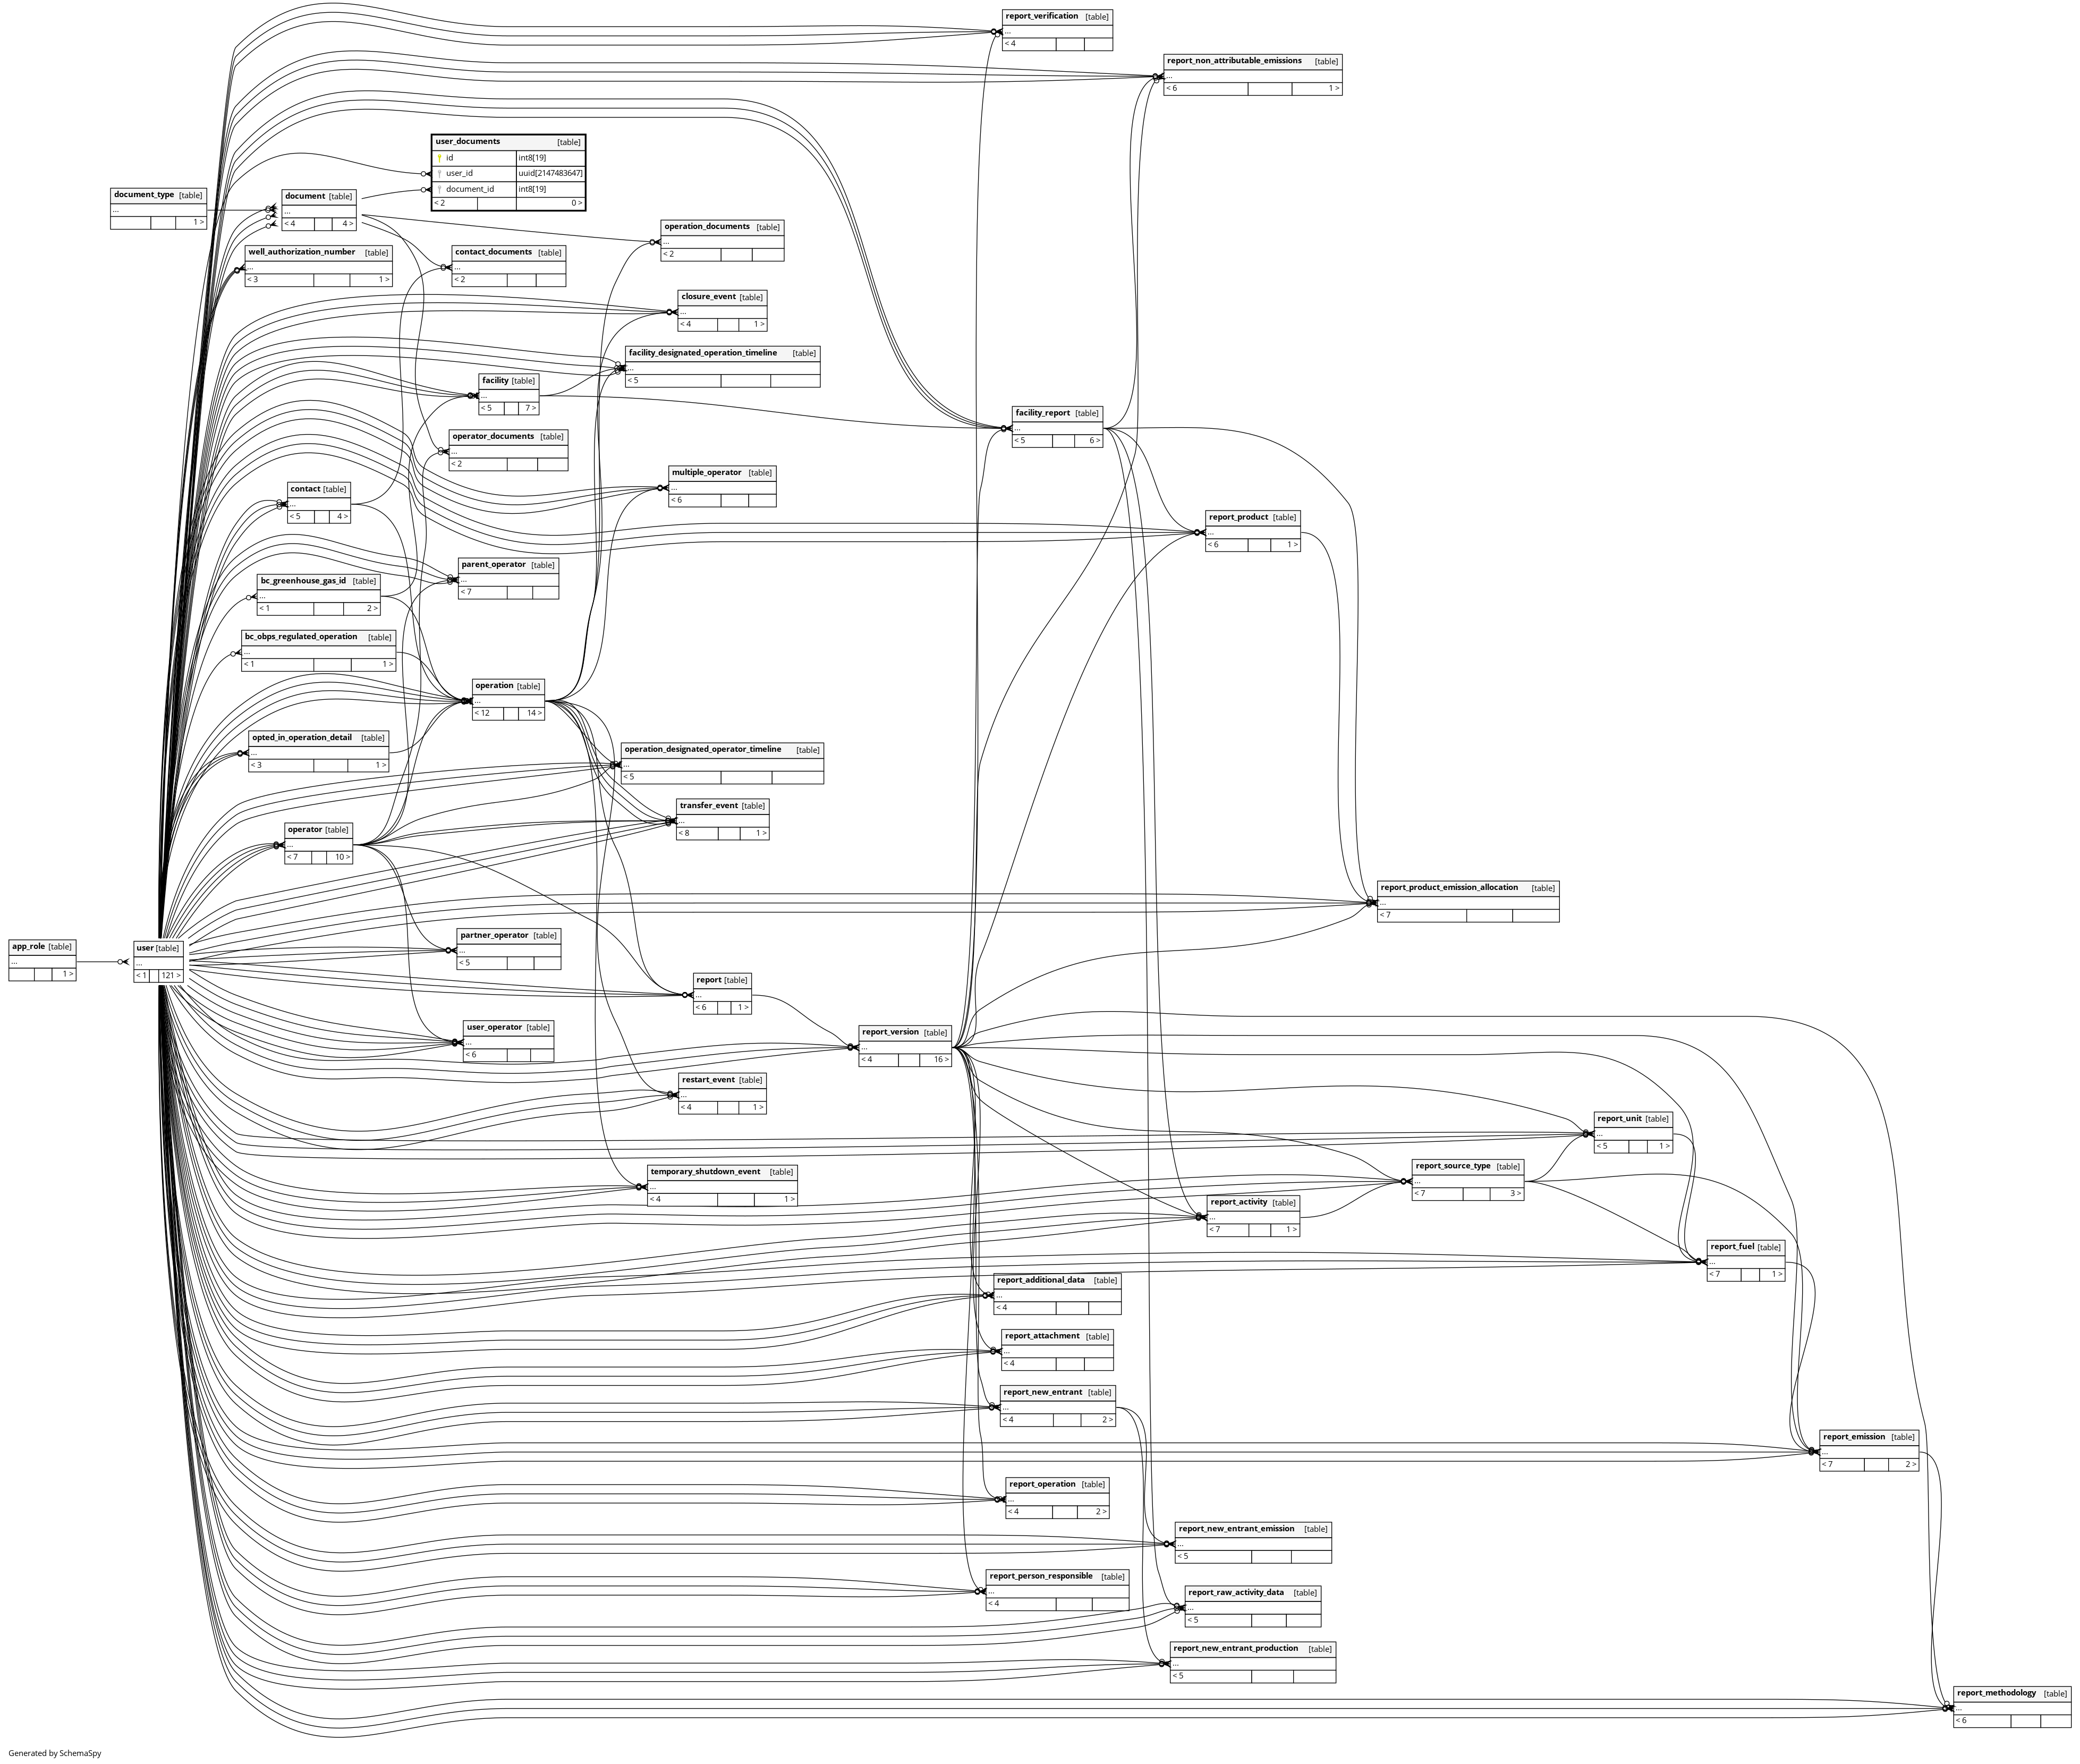 report_verification [table]
...
< 4
report_non_attributable_emissions [table]
...
< 6 1 >
user_documents [table]
id int8[19]
user_id uuid[2147483647]
document_id int8[19]
< 2 0 >
document_type [table]
...
1 >
document [table]
...
< 4 4 >
operation_documents [table]
...
< 2
well_authorization_number [table]
...
< 3 1 >
contact_documents [table]
...
< 2
closure_event [table]
...
< 4 1 >
facility_designated_operation_timeline [table]
...
< 5
facility [table]
...
< 5 7 >
facility_report [table]
...
< 5 6 >
operator_documents [table]
...
< 2
multiple_operator [table]
...
< 6
contact [table]
...
< 5 4 >
report_product [table]
...
< 6 1 >
parent_operator [table]
...
< 7
bc_greenhouse_gas_id [table]
...
< 1 2 >
bc_obps_regulated_operation [table]
...
< 1 1 >
operation [table]
...
< 12 14 >
opted_in_operation_detail [table]
...
< 3 1 >
operation_designated_operator_timeline [table]
...
< 5
transfer_event [table]
...
< 8 1 >
operator [table]
...
< 7 10 >
report_product_emission_allocation [table]
...
< 7
partner_operator [table]
...
< 5
app_role [table]
...
1 >
user [table]
...
< 1 121 >
report [table]
...
< 6 1 >
user_operator [table]
...
< 6
report_version [table]
...
< 4 16 >
restart_event [table]
...
< 4 1 >
report_unit [table]
...
< 5 1 >
temporary_shutdown_event [table]
...
< 4 1 >
report_source_type [table]
...
< 7 3 >
report_activity [table]
...
< 7 1 >
report_fuel [table]
...
< 7 1 >
report_additional_data [table]
...
< 4
report_attachment [table]
...
< 4
report_new_entrant [table]
...
< 4 2 >
report_emission [table]
...
< 7 2 >
report_operation [table]
...
< 4 2 >
report_new_entrant_emission [table]
...
< 5
report_person_responsible [table]
...
< 4
report_raw_activity_data [table]
...
< 5
report_new_entrant_production [table]
...
< 5
report_methodology [table]
...
< 6
Generated by SchemaSpy